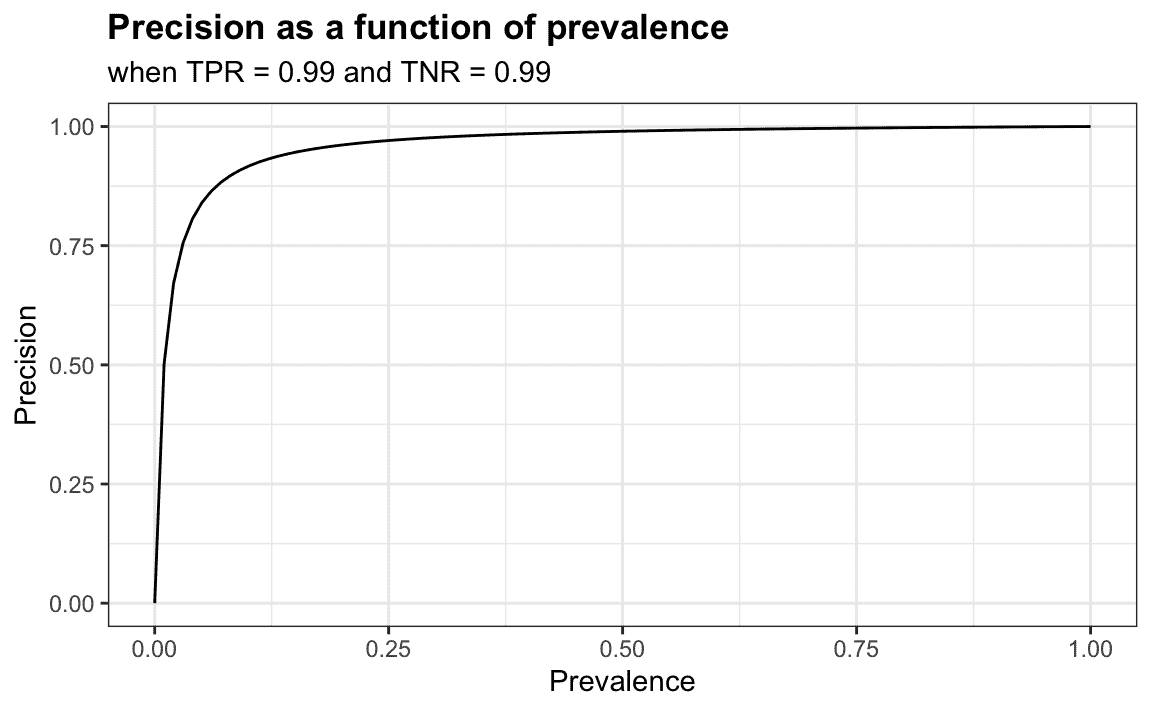 Precision as a function of prevalence
when TPR = 0.99 and TNR = 0.99
1.00
0.75
0.50
0.25
0.00
Precision
0.00 0.25 0.50 0.75 1.00
Prevalence